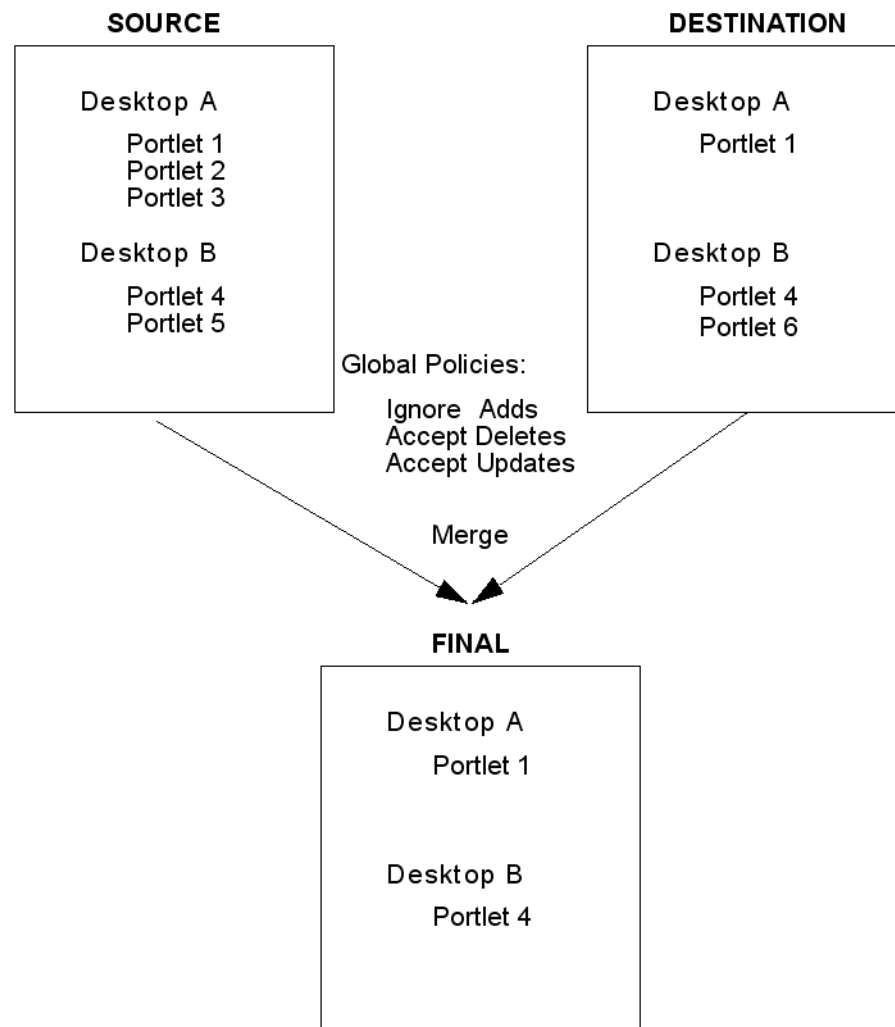 SOURCE
Desktop A
Portlet 1
Portlet 2
Portlet 3
Desktop B
Portlet 4
Portlet 5
DESTINATION
Desktop A
Portlet 1
Desktop B
Portlet 4
Portlet 6
Global Policies:
Ignore Adds
Accept Deletes
Accept Updates
Merge
FINAL
Desktop A
Portlet 1
Desktop B
Portlet 4